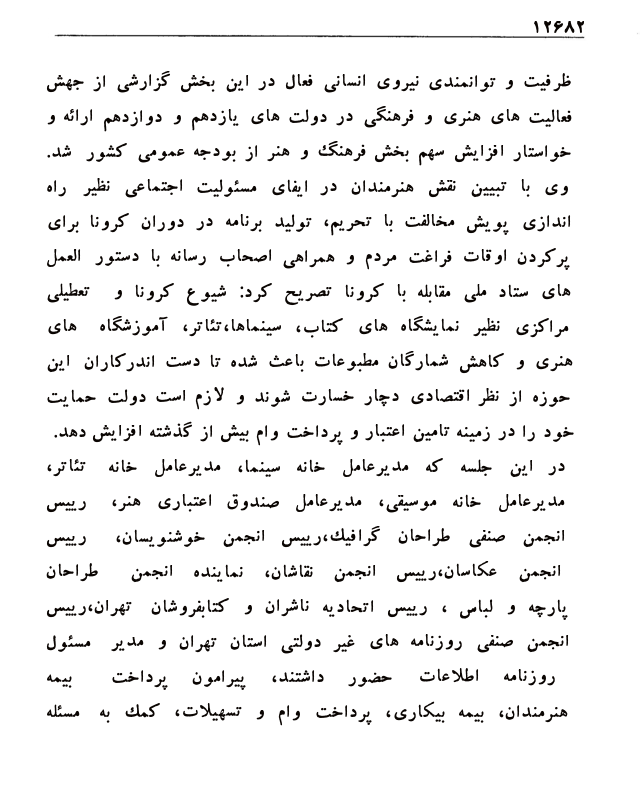 ۱۲۶۸۲
ظرفیت و توانمندی نیروی انسانی فعال در این بخش گزارشی از جهش
فعالیت های هنری و فرهنگی در دولت های یازدهم و دوازدهم ارائه و
خواستار افزایش سهم بخش فرهنگ و هنر از بودجه عمومی کشور شد.
وی با تبیین نقش هنرمندان در ایفای مسئولیت اجتماعی نظیر راه
اندازی پویش مخالفت با تحریم، تولید برنامه در دوران کرونا برای
پرکردن اوقات فراغت مردم و همراهی اصحاب رسانه با دستور العمل
های ستاد ملی مقابله با کرونا تصریح کرد: شیوع کرونا و تعطیلی
مراکزی نظیر نمایشگاه های کتاب، سینماها،تئاتر، آموزشگاه های
هنری و کاهش شمارگان مطبوعات باعث شده تا دست اندرکاران این
حوزه از نظر اقتصادی دچار خسارت شوند و لازم است دولت حمایت
خود را در زمینه تامین اعتبار و پرداخت وام بیش از گذشته افزایش دهد.
در این جلسه که مدیرعامل خانه سینما، مدیرعامل خانه تئاتر،
مدیرعامل خانه موسیقی، مدیرعامل صندوق اعتباری هنر، رییس
انجمن صنفی طراحان گرافیک،رییس انجمن خوشنویسان، رییس
انجمن عکاسان،رییس انجمن نقاشان، نماینده انجمن طراحان
پارچه و لباس ، رییس اتحادیه ناشران و کتابفروشان تهران،رییس
انجمن صنفی روزنامه های غیر دولتی استان تهران و مدیر مسئول
روزنامه اطلاعات حضور داشتند، پیرامون پرداخت بیمه
هنرمندان، بیمه بیکاری، پرداخت وام و تسهیلات، کمک به مسئله